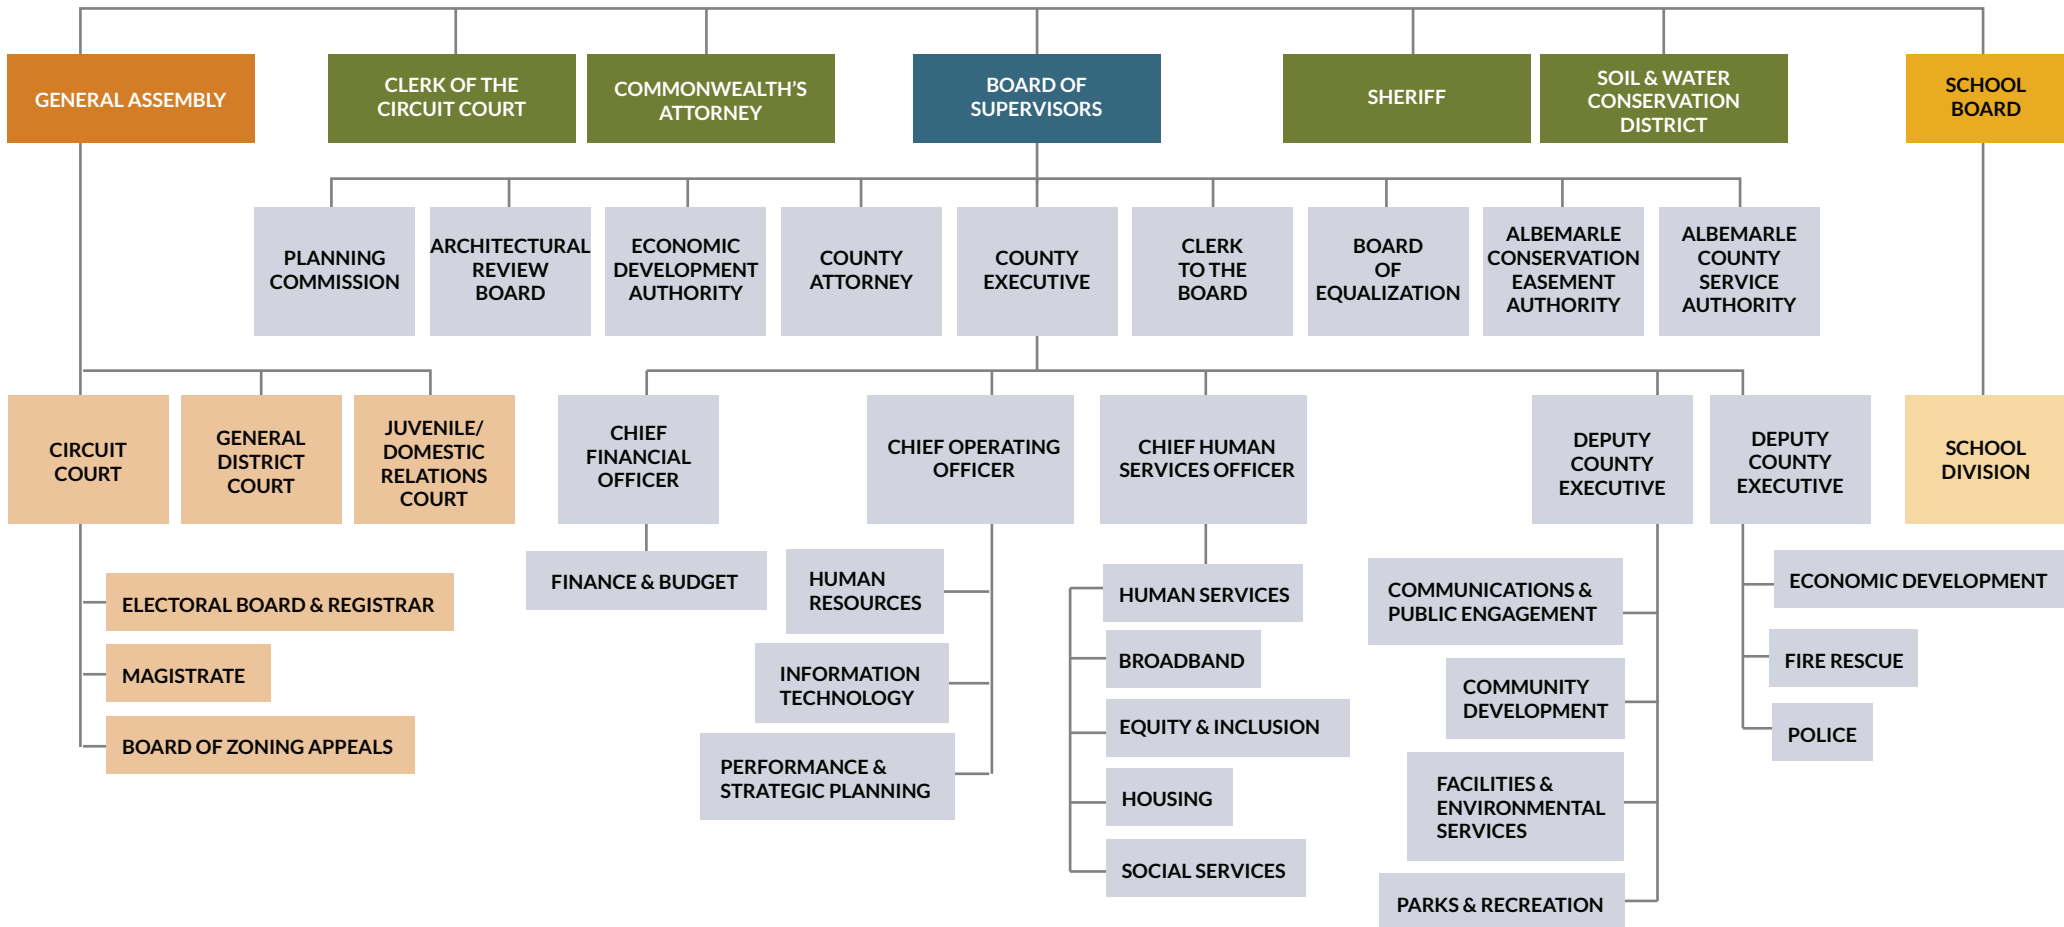 GENERAL ASSEMBLY
CLERK OF THE
CIRCUIT COURT
COMMONWEALTH'S
ATTORNEY
BOARD OF
SUPERVISORS
SHERIFF
SOIL & WATER
CONSERVATION
DISTRICT
SCHOOL
BOARD
PLANNING
COMMISSION
ARCHITECTURAL
REVIEW
BOARD
ECONOMIC
DEVELOPMENT
AUTHORITY
COUNTY
ATTORNEY
COUNTY
EXECUTIVE
CLERK
TO THE
BOARD
BOARD
OF
EQUALIZATION
ALBEMARLE
CONSERVATION
EASEMENT
AUTHORITY
ALBEMARLE
COUNTY
SERVICE
AUTHORITY
CIRCUIT
COURT
GENERAL
DISTRICT
COURT
JUVENILE/
DOMESTIC
RELATIONS
COURT
CHIEF
FINANCIAL
OFFICER
CHIEF OPERATING
OFFICER
CHIEF HUMAN
SERVICES OFFICER
DEPUTY
COUNTY
EXECUTIVE
DEPUTY
COUNTY
EXECUTIVE
SCHOOL
DIVISION
ELECTORAL BOARD & REGISTRAR
MAGISTRATE
BOARD OF ZONING APPEALS
FINANCE & BUDGET
HUMAN
RESOURCES
INFORMATION
TECHNOLOGY
PERFORMANCE &
STRATEGIC PLANNING
HUMAN SERVICES
BROADBAND
EQUITY & INCLUSION
HOUSING
SOCIAL SERVICES
COMMUNICATIONS &
PUBLIC ENGAGEMENT
COMMUNITY
DEVELOPMENT
FACILITIES &
ENVIRONMENTAL
SERVICES
PARKS & RECREATION
ECONOMIC DEVELOPMENT
FIRE RESCUE
POLICE